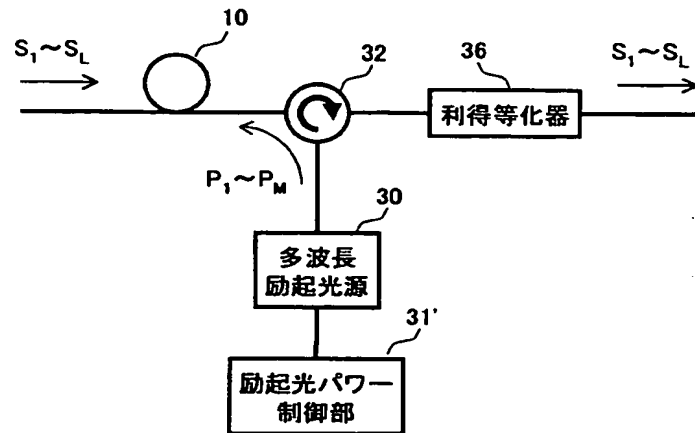 10
S₁~S_L
32
36
S₁~S_L
利得等化器
P₁~P_M
30
多波長
励起光源
31'
励起光パワー
制御部